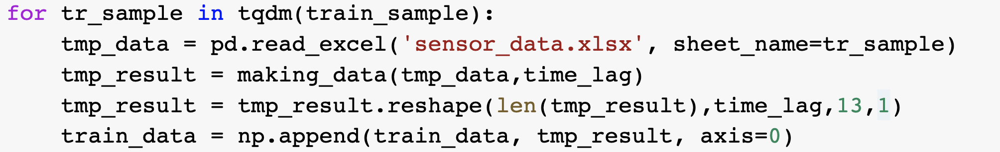 for tr_sample in tqdm(train_sample):
    tmp_data = pd.read_excel('sensor_data.xlsx', sheet_name=tr_sample)
    tmp_result = making_data(tmp_data,time_lag)
    tmp_result = tmp_result.reshape(len(tmp_result),time_lag,13,1)
    train_data = np.append(train_data, tmp_result, axis=0)